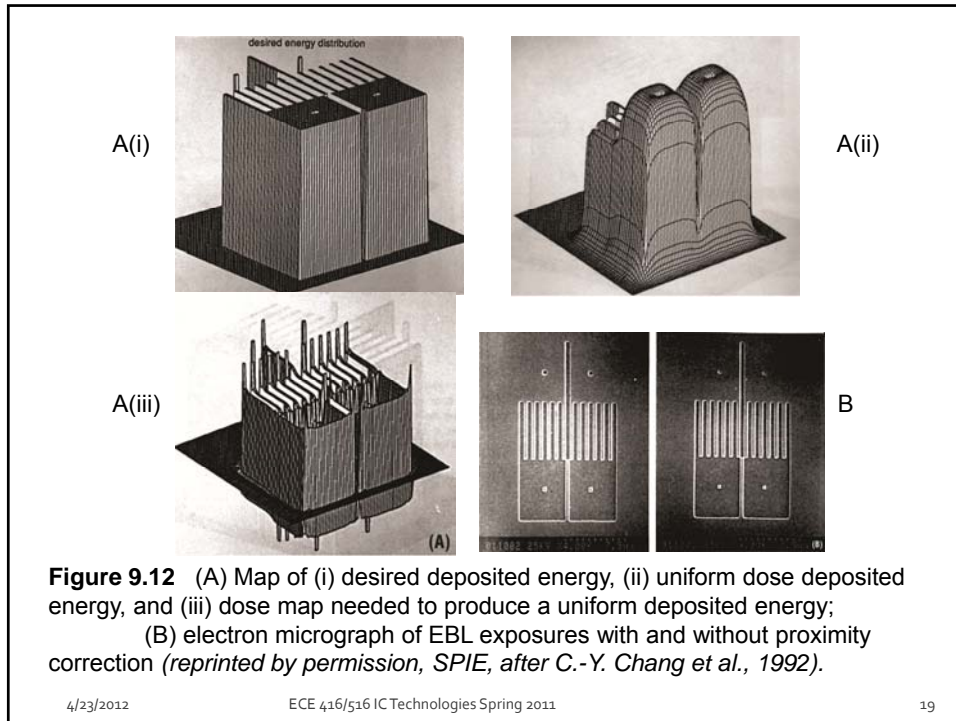 desired energy distribution
A(i)
A(ii)
A(iii)
B
(A)
(B)
Figure 9.12 (A) Map of (i) desired deposited energy, (ii) uniform dose deposited
energy, and (iii) dose map needed to produce a uniform deposited energy;
(B) electron micrograph of EBL exposures with and without proximity
correction (reprinted by permission, SPIE, after C.-Y. Chang et al., 1992).
4/23/2012 ECE 416/516 IC Technologies Spring 2011 19